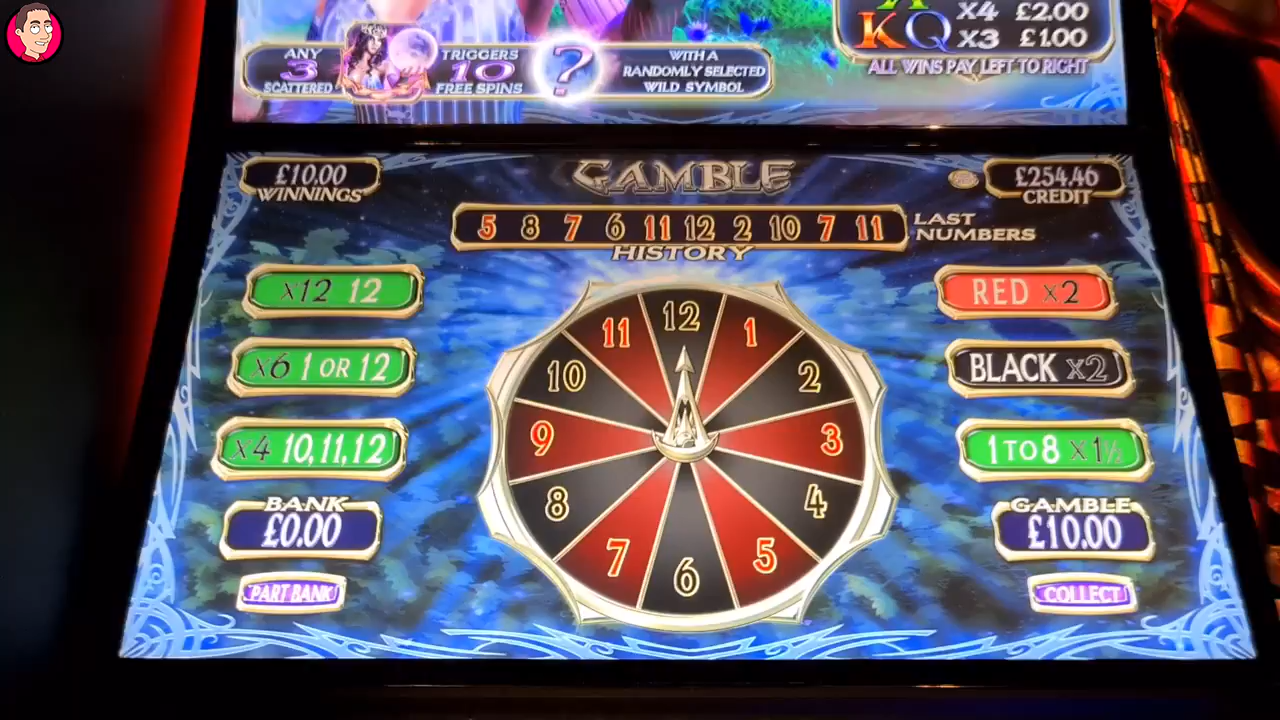 X4 £2.00
K Q X3 £1.00
ALL WINS PAY LEFT TO RIGHT
ANY 3 SCATTERED
TRIGGERS 10 FREE SPINS
?
WITH A
RANDOMLY SELECTED
WILD SYMBOL
£10.00
WINNINGS
GAMBLE
£254.46
CREDIT
5 8 7 6 11 12 2 10 7 11
LAST
NUMBERS
HISTORY
X12 12
X6 1 OR 12
X4 10,11,12
BANK
£0.00
PART BANK
12
1
2
3
4
5
6
7
8
9
10
11
RED X2
BLACK X2
1 TO 8 X1½
GAMBLE
£10.00
COLLECT